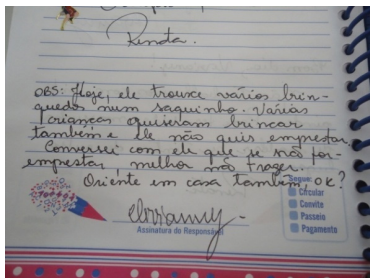 Renata.
OBS: Hoje, ele trouxe vários brin-
quedos num saquinho. Várias
crianças quiseram brincar
também e ele não quis emprestar.
Conversei com ele que se não for
emprestar, melhor não trazer.
Oriente em casa também, OK?
Assinatura do Responsável
Segue:
Circular
Convite
Passeio
Pagamento